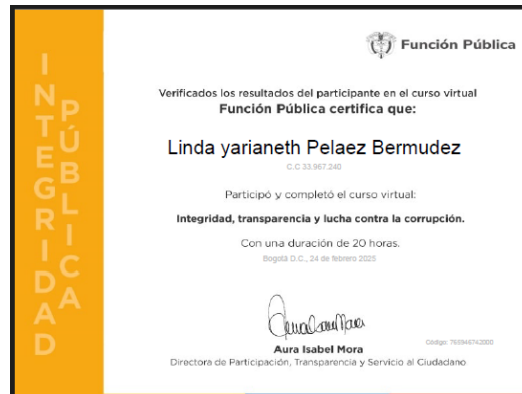 INTEGRIDAD
PÚBLICA
Función Pública
Verificados los resultados del participante en el curso virtual
Función Pública certifica que:
Linda yarianeth Pelaez Bermudez
C.C 33.967.240
Participó y completó el curso virtual:
Integridad, transparencia y lucha contra la corrupción.
Con una duración de 20 horas.
Bogotá D.C., 24 de febrero 2025
Aura Isabel Mora
Código: 765946742000
Directora de Participación, Transparencia y Servicio al Ciudadano